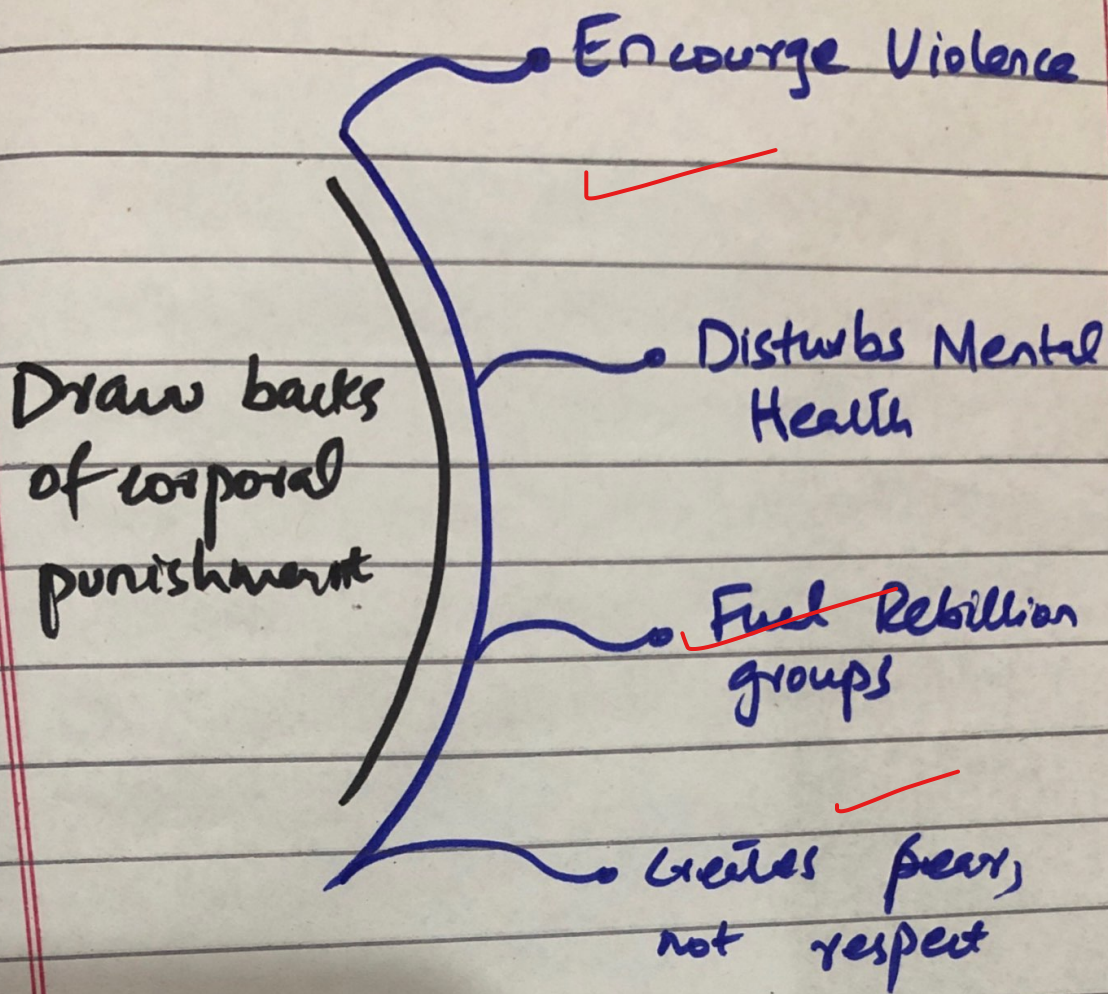 Encourge Violence
Disturbs Mental
Health
Draw backs
of corporal
punishment
Fuel Rebillion
groups
Creates fear,
not respect